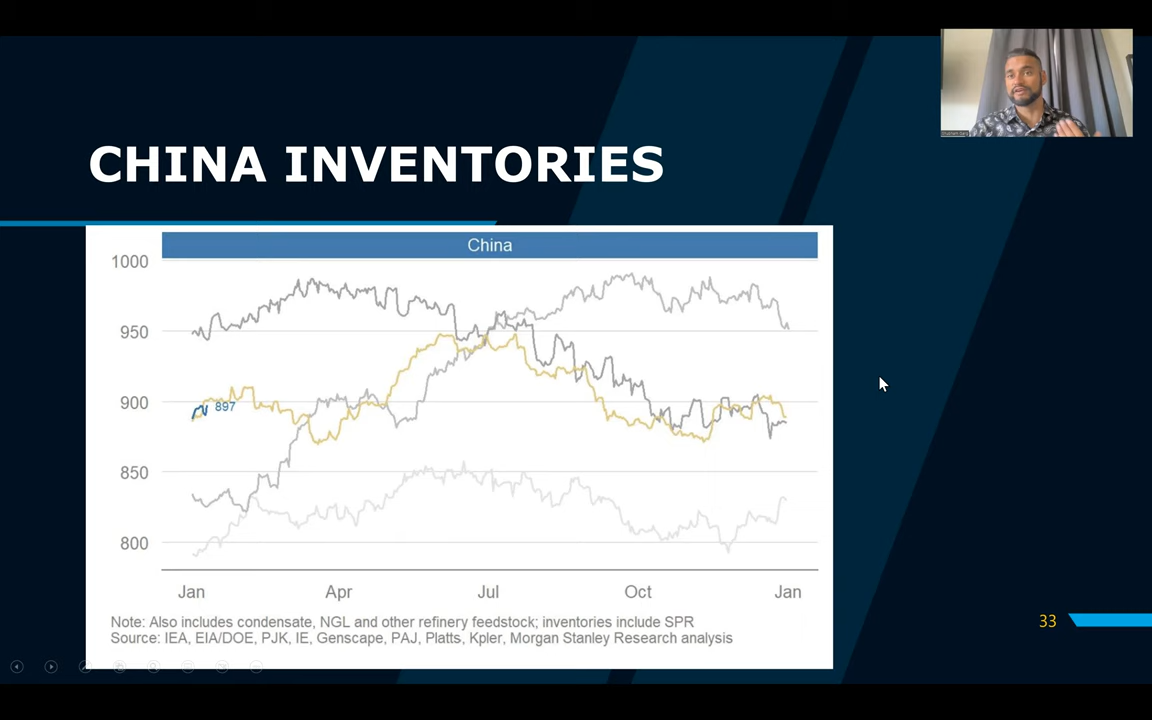 CHINA INVENTORIES
China
1000
950
900
850
800
897
Jan Apr Jul Oct Jan
Note: Also includes condensate, NGL and other refinery feedstock; inventories include SPR
Source: IEA, EIA/DOE, PJK, IE, Genscape, PAJ, Platts, Kpler, Morgan Stanley Research analysis
33